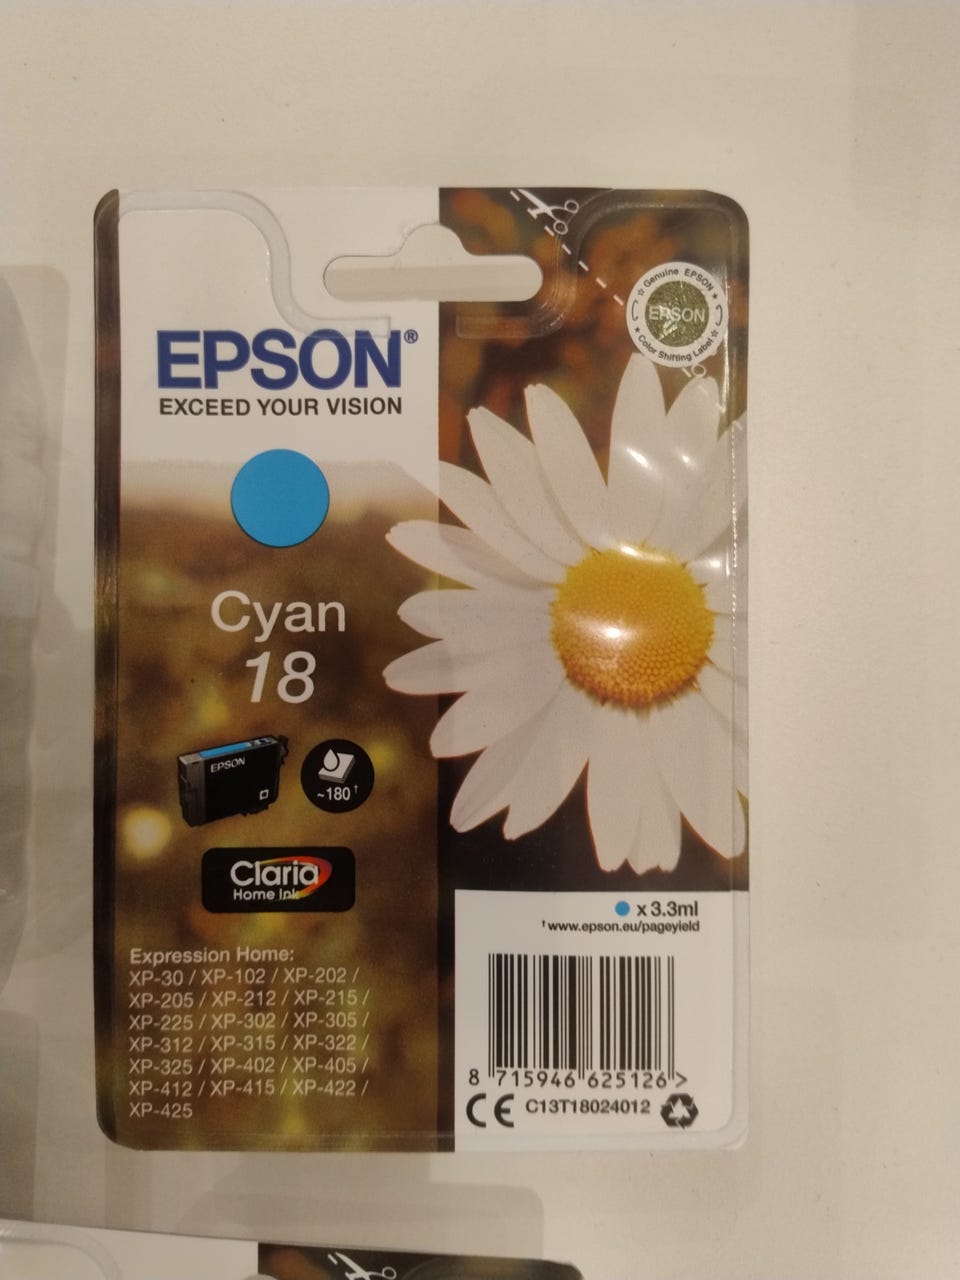 ☆ Genuine EPSON ☆
EPSON
★ Color Shifting Label ☆
EPSON®
EXCEED YOUR VISION
Cyan
18
EPSON
~180†
Claria
Home Ink
x 3.3ml
†www.epson.eu/pageyield
Expression Home:
XP-30 / XP-102 / XP-202 /
XP-205 / XP-212 / XP-215 /
XP-225 / XP-302 / XP-305 /
XP-312 / XP-315 / XP-322 /
XP-325 / XP-402 / XP-405 /
XP-412 / XP-415 / XP-422 /
XP-425
8 715946 625126 >
CE C13T18024012